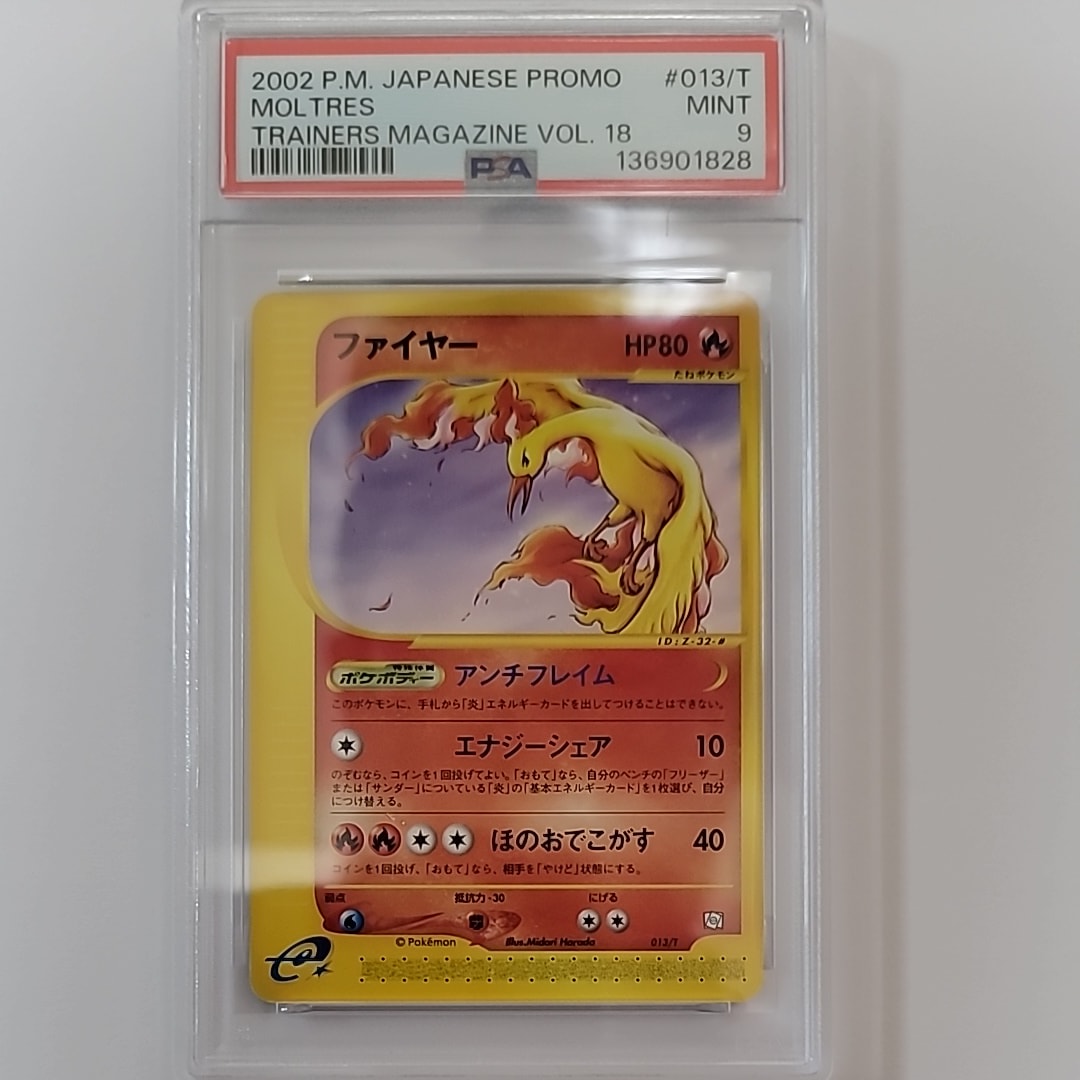 2002 P.M. JAPANESE PROMO #013/T
MOLTRES MINT
TRAINERS MAGAZINE VOL. 18 9
PSA 136901828
ファイヤー HP80
たねポケモン
ID:Z-32-#
特殊体質
ポケボディー アンチフレイム
このポケモンに、手札から「炎」エネルギーカードを出してつけることはできない。
エナジーシェア 10
のぞむなら、コインを1回投げてよい。「おもて」なら、自分のベンチの「フリーザー」
または「サンダー」についている「炎」の「基本エネルギーカード」を1枚選び、自分
につけ替える。
ほのおでこがす 40
コインを1回投げ、「おもて」なら、相手を「やけど」状態にする。
弱点 抵抗力-30 にげる
©Pokémon Illus.Midori Harada 013/T
e